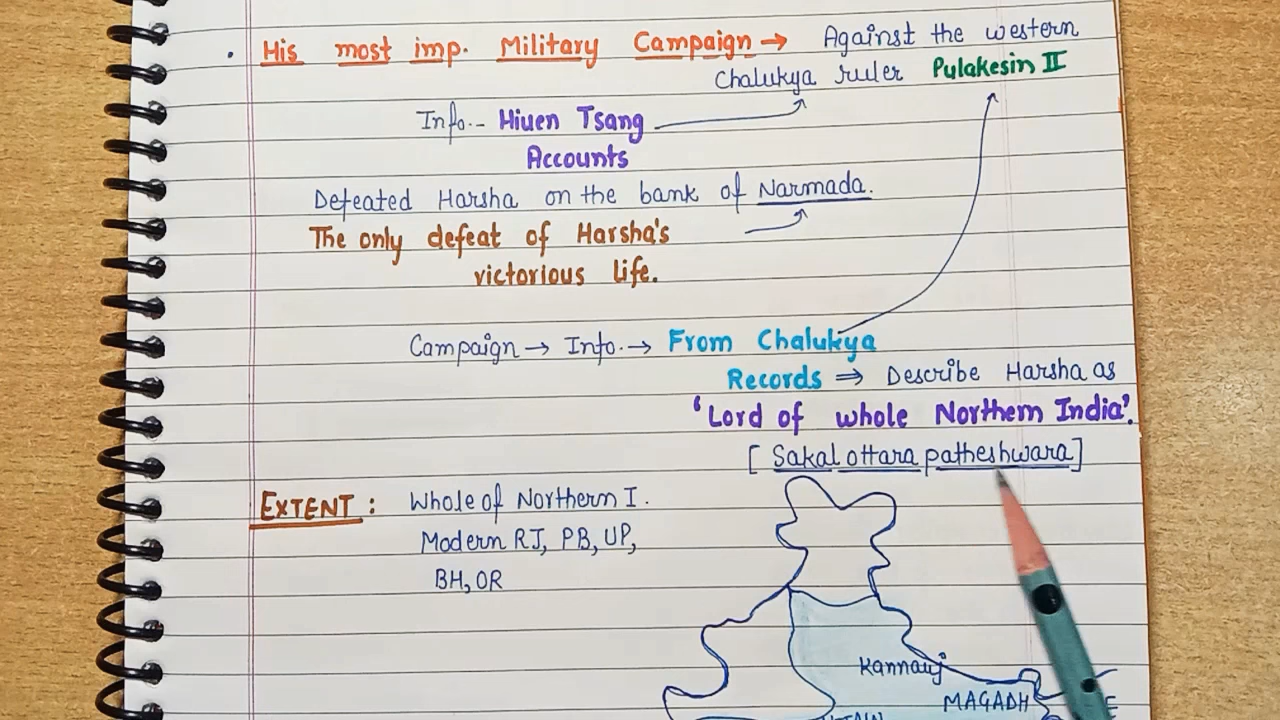 . His most imp. Military Campaign → Against the western
Chalukya ruler Pulakesin II
Info.- Hiuen Tsang
Accounts
Defeated Harsha on the bank of Narmada.
The only defeat of Harsha's
victorious life.
Campaign → Info. → From Chalukya
Records ⇒ Describe Harsha as
'Lord of whole Northern India'.
[ Sakal ottara patheshwara ]
EXTENT : Whole of Northern I.
Modern RJ, PB, UP,
BH, OR
Kannauj
MAGADH